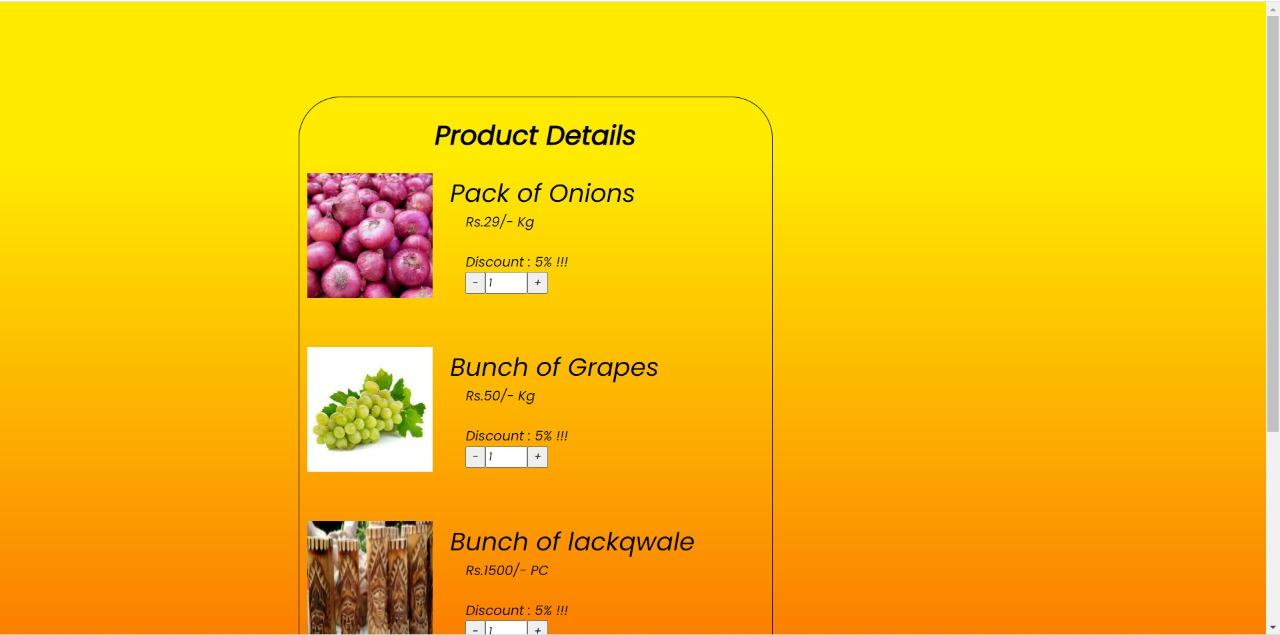 Product Details
Pack of Onions
Rs.29/- Kg
Discount : 5% !!!
- 1 +
Bunch of Grapes
Rs.50/- Kg
Discount : 5% !!!
- 1 +
Bunch of lackqwale
Rs.1500/- PC
Discount : 5% !!!
- 1 +